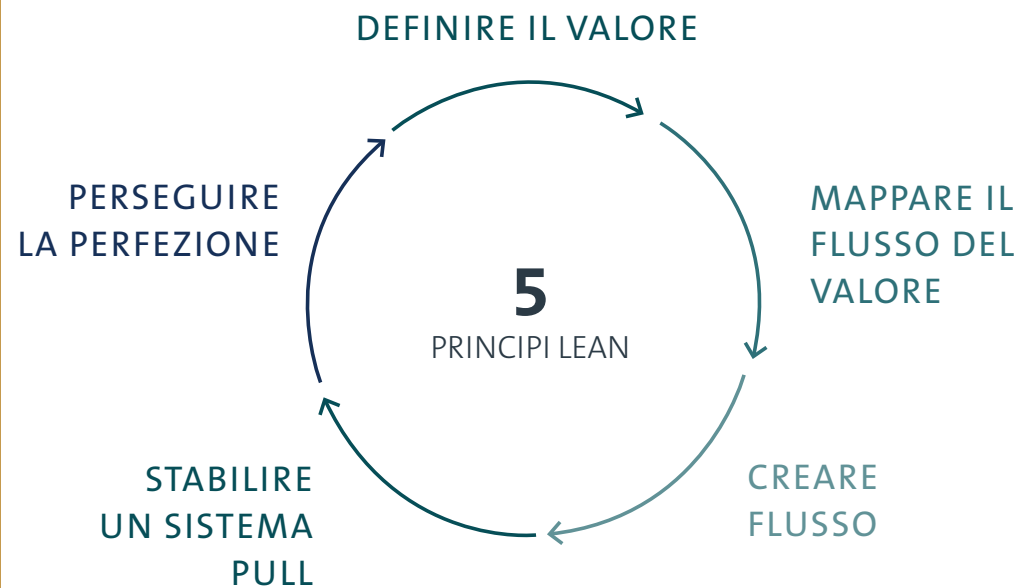 DEFINIRE IL VALORE
MAPPARE IL
FLUSSO DEL
VALORE
CREARE
FLUSSO
STABILIRE
UN SISTEMA
PULL
PERSEGUIRE
LA PERFEZIONE
5
PRINCIPI LEAN